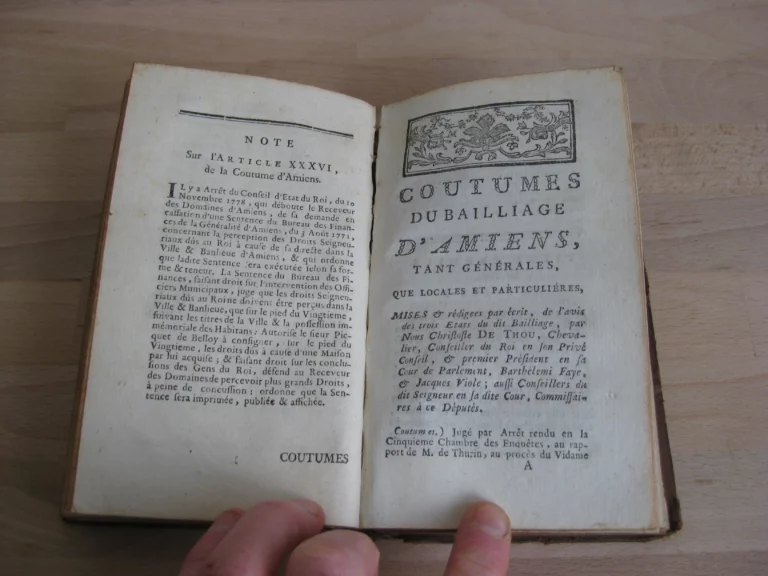 NOTE
Sur l'ARTICLE XXXVI,
de la Coutume d'Amiens.
IL y a Arrêt du Conseil d'Etat du Roi, du 10
Novembre 1778, qui déboute le Receveur
des Domaines d'Amiens, de sa demande en
cassation d'une Sentence du Bureau des Finan-
ces de la Généralité d'Amiens, du 3 Août 1771,
concernant la perception des Droits Seigneu-
riaux dûs au Roi à cause de sa directe dans la
Ville & Banlieue d'Amiens, & qui ordonne
que ladite Sentence sera exécutée selon sa for-
me & teneur. La Sentence du Bureau des Fi-
nances, faisant droit sur l'intervention des Offi-
ciers Municipaux, juge que les droits Seigneu-
riaux dûs au Roi ne doivent être perçus dans la
Ville & Banlieue, que sur le pied du Vingtieme,
suivant les titres de la Ville & la possession im-
mémoriale des Habitans; Autorise le sieur Pic-
quet de Belloy à consigner, sur le pied du
Vingtieme, les droits dûs à cause d'une Maison
par lui acquise; & faisant droit sur les conclu-
sions des Gens du Roi, défend au Receveur
des Domaines de percevoir plus grands Droits,
à peine de concussion; ordonne que la Sen-
tence sera imprimée, publiée & affichée.
COUTUMES
COUTUMES
DU BAILLIAGE
D'AMIENS,
TANT GÉNÉRALES,
QUE LOCALES ET PARTICULIÉRES,
MISES & rédigées par écrit, de l'avis
des trois Etats du dit Bailliage, par
Nous Christofle DE THOU, Cheva-
lier, Conseiller du Roi en son Privé
Conseil, & premier Président en sa
Cour de Parlement, Barthélemi Faye,
& Jacques Viole; aussi Conseillers du
dit Seigneur en sa dite Cour, Commissai-
res à ce Députés.
Coutumes.) Jugé par Arrêt rendu en la
Cinquieme Chambre des Enquêtes, au rap-
port de M. de Thurin, au procès du Vidame
A